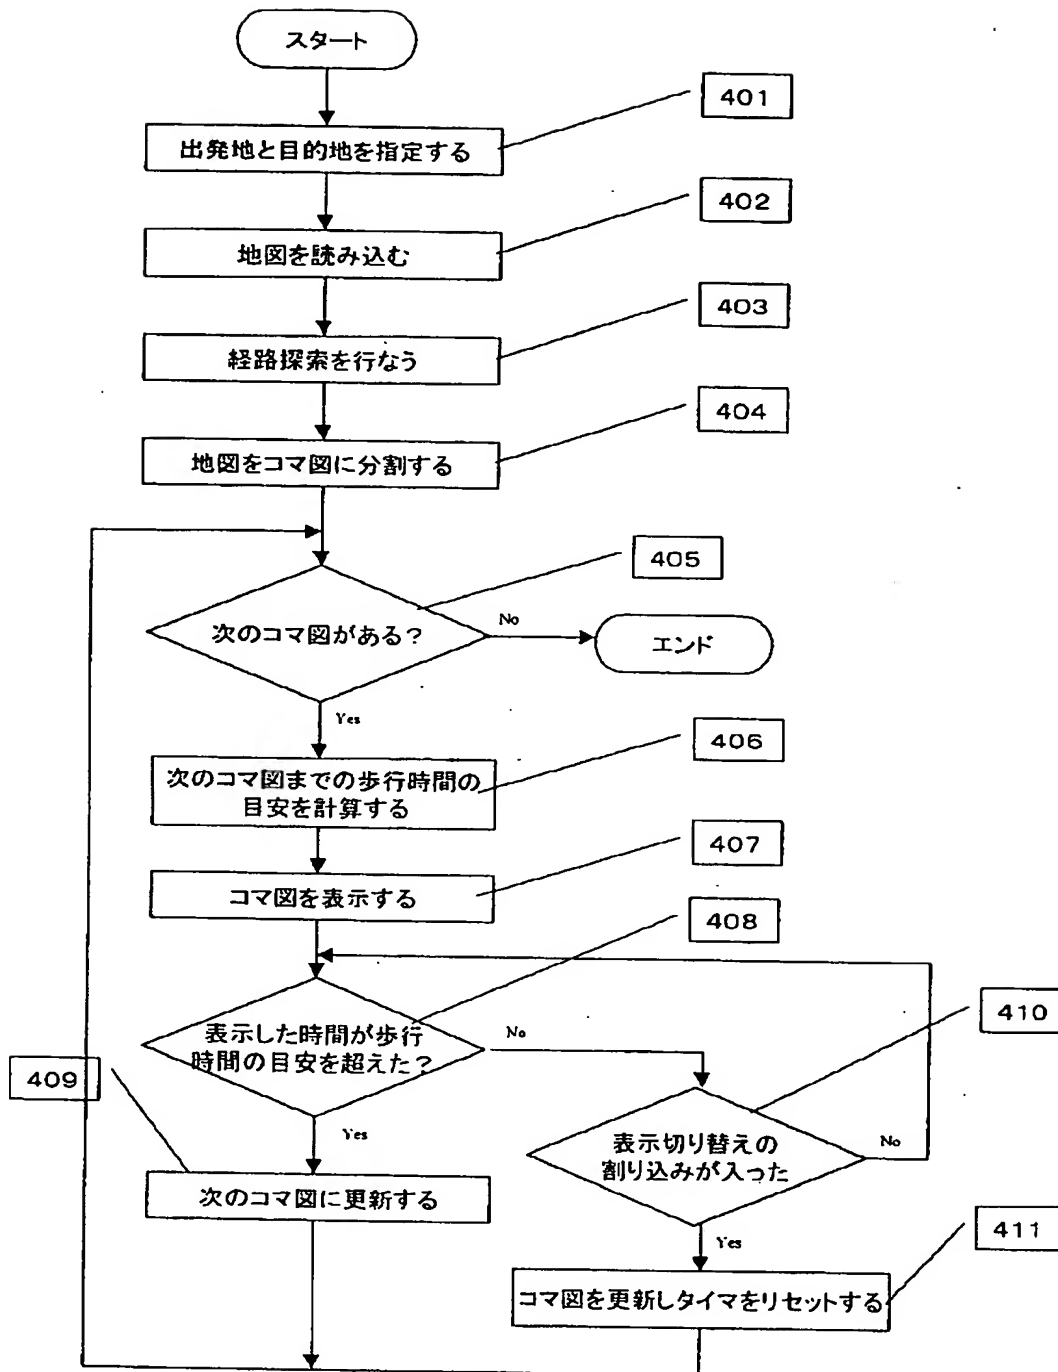 スタート
401
出発地と目的地を指定する
402
地図を読み込む
403
経路探索を行なう
404
地図をコマ図に分割する
405
次のコマ図がある?
No
エンド
Yes
406
次のコマ図までの歩行時間の
目安を計算する
407
コマ図を表示する
408
表示した時間が歩行
時間の目安を超えた?
No
410
409
Yes
表示切り替えの
割り込みが入った
No
次のコマ図に更新する
Yes
411
コマ図を更新しタイマをリセットする